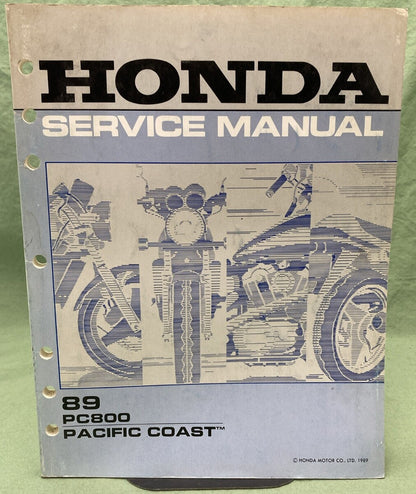 HONDA
SERVICE MANUAL
89
PC800
PACIFIC COAST™
© HONDA MOTOR CO., LTD. 1989